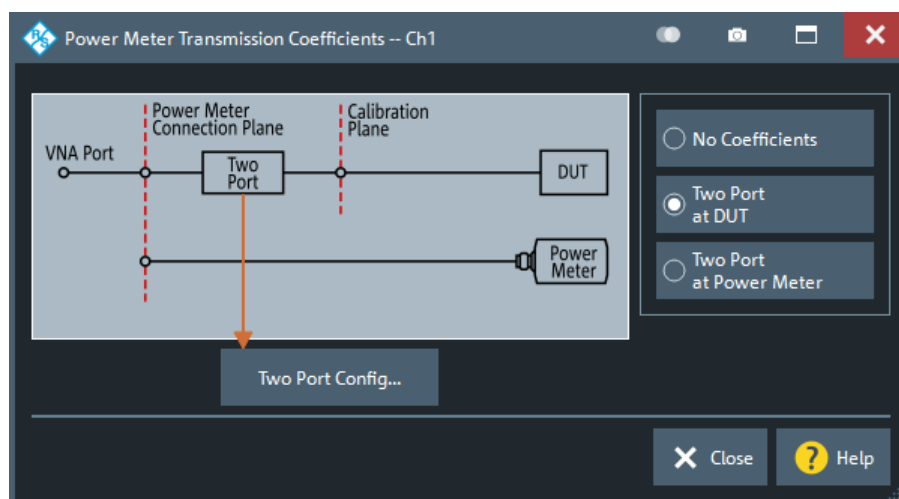 Power Meter Transmission Coefficients -- Ch1
Power Meter
Connection Plane
Calibration
Plane
VNA Port
Two
Port
DUT
Power
Meter
No Coefficients
Two Port
at DUT
Two Port
at Power Meter
Two Port Config...
Close
? Help